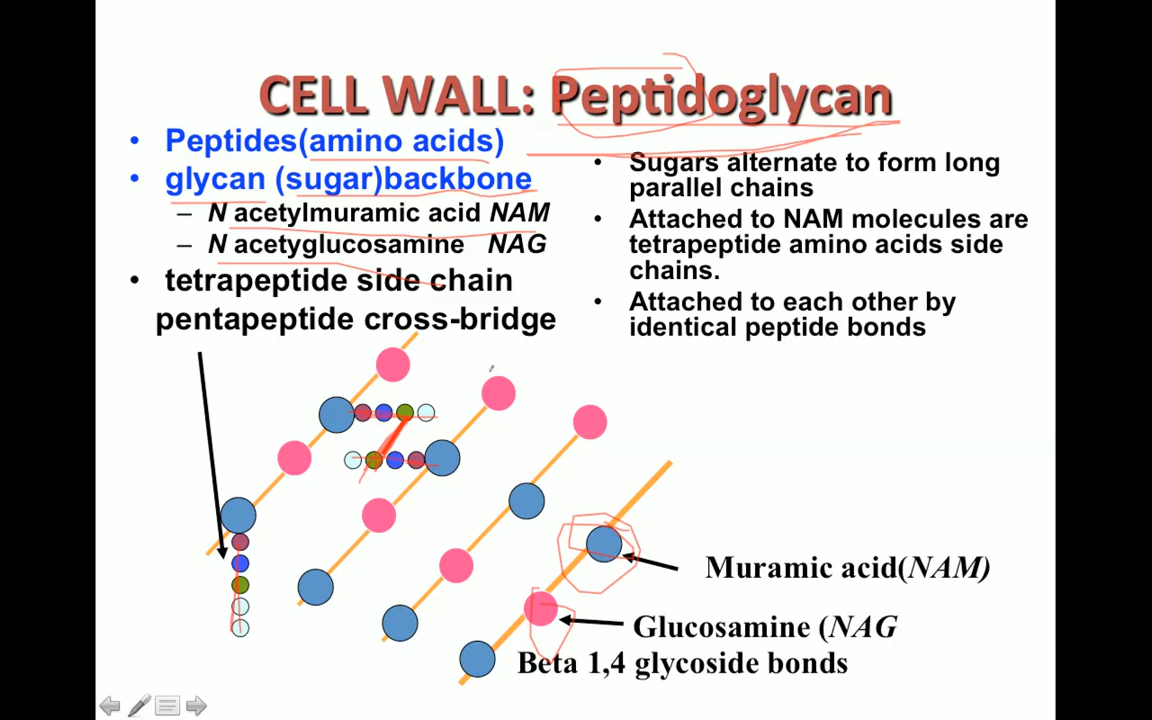 CELL WALL: Peptidoglycan
• Peptides(amino acids)
• glycan (sugar)backbone
– N acetylmuramic acid NAM
– N acetyglucosamine NAG
• tetrapeptide side chain
pentapeptide cross-bridge
• Sugars alternate to form long
parallel chains
• Attached to NAM molecules are
tetrapeptide amino acids side
chains.
• Attached to each other by
identical peptide bonds
Muramic acid(NAM)
Glucosamine (NAG
Beta 1,4 glycoside bonds